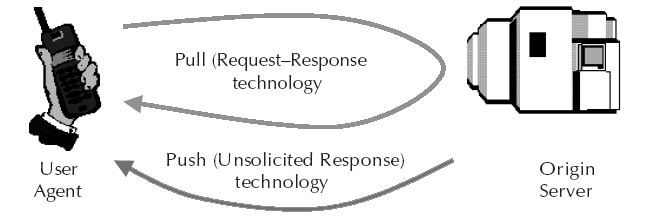 Pull (Request–Response
technology
Push (Unsolicited Response)
technology
User
Agent
Origin
Server